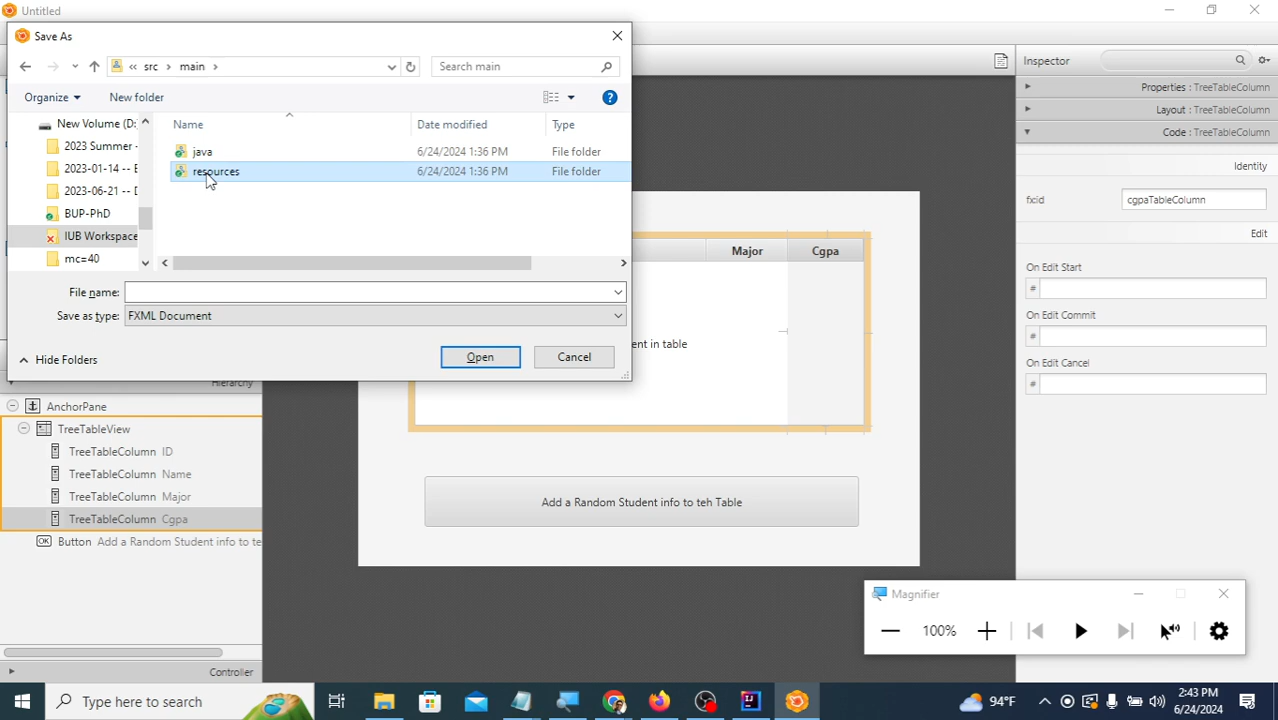 Untitled
Save As
« src › main ›
Search main
Organize
New folder
Name
Date modified
Type
New Volume (D:
2023 Summer -
2023-01-14 -- E
2023-06-21 -- D
BUP-PhD
IUB Workspace
mc=40
java
6/24/2024 1:36 PM
File folder
resources
6/24/2024 1:36 PM
File folder
File name:
Save as type:
FXML Document
Hide Folders
Open
Cancel
Inspector
Properties : TreeTableColumn
Layout : TreeTableColumn
Code : TreeTableColumn
Identity
fx:id
cgpaTableColumn
Edit
On Edit Start
#
On Edit Commit
#
On Edit Cancel
#
Major
Cgpa
ent in table
Add a Random Student info to teh Table
Hierarchy
AnchorPane
TreeTableView
TreeTableColumn ID
TreeTableColumn Name
TreeTableColumn Major
TreeTableColumn Cgpa
OK Button Add a Random Student info to te
Controller
Magnifier
100%
Type here to search
94°F
2:43 PM
6/24/2024